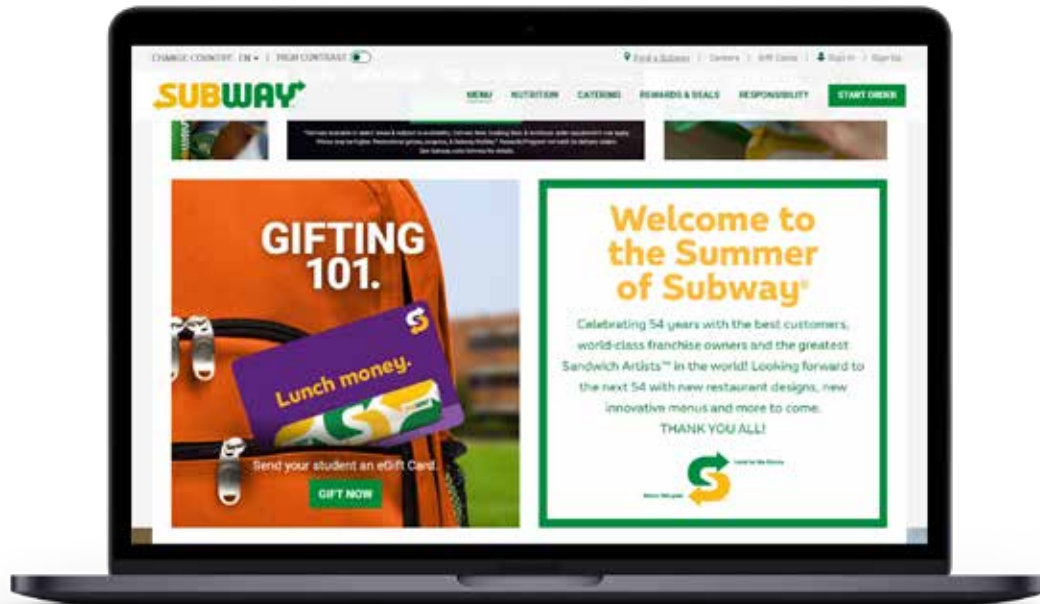 CHANGE COUNTRY: EN | HIGH CONTRAST
Find a Subway | Careers | Gift Cards | Sign In / Sign Up
SUBWAY
MENU NUTRITION CATERING REWARDS & DEALS RESPONSIBILITY START ORDER
GIFTING
101.
Lunch money.
Send your student an eGift Card.
GIFT NOW
Welcome to
the Summer
of Subway®
Celebrating 54 years with the best customers,
world-class franchise owners and the greatest
Sandwich Artists™ in the world! Looking forward to
the next 54 with new restaurant designs, new
innovative menus and more to come.
THANK YOU ALL!